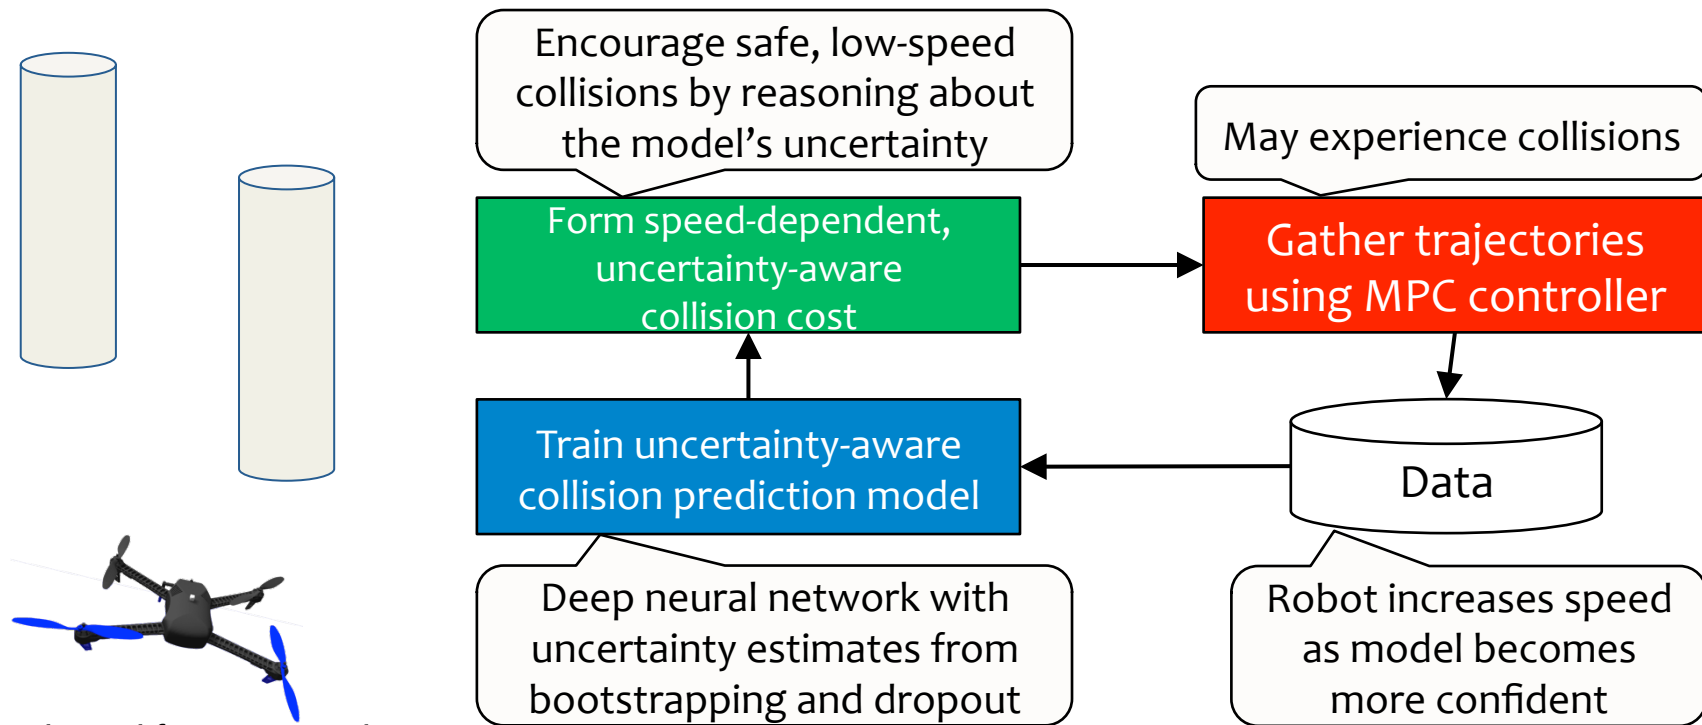 Encourage safe, low-speed
collisions by reasoning about
the model's uncertainty
May experience collisions
Form speed-dependent,
uncertainty-aware
collision cost
Gather trajectories
using MPC controller
Train uncertainty-aware
collision prediction model
Data
Deep neural network with
uncertainty estimates from
bootstrapping and dropout
Robot increases speed
as model becomes
more confident